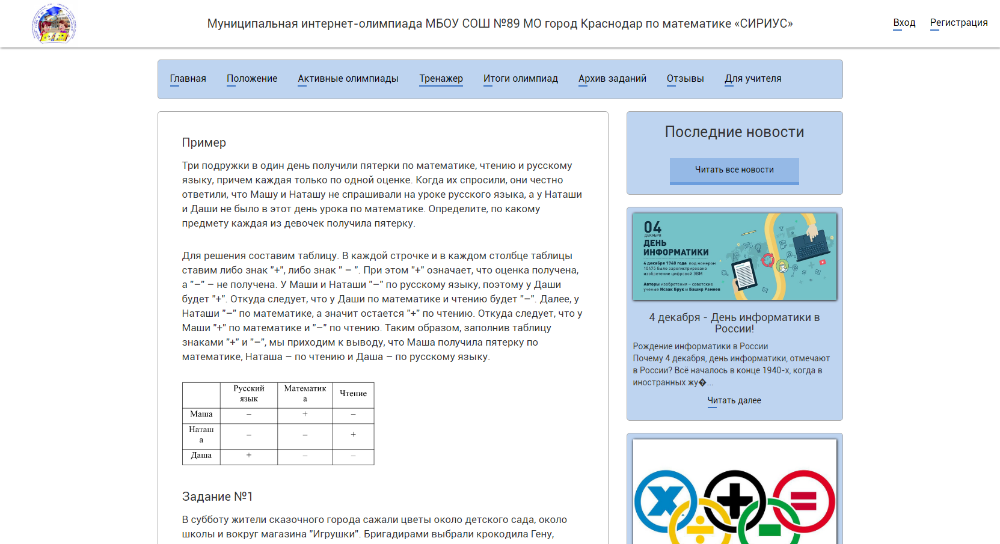 Муниципальная интернет-олимпиада МБОУ СОШ №89 МО город Краснодар по математике «СИРИУС»
Вход
Регистрация
Главная
Положение
Активные олимпиады
Тренажер
Итоги олимпиад
Архив заданий
Отзывы
Для учителя
Пример
Три подружки в один день получили пятерки по математике, чтению и русскому
языку, причем каждая только по одной оценке. Когда их спросили, они честно
ответили, что Машу и Наташу не спрашивали на уроке русского языка, а у Наташи
и Даши не было в этот день урока по математике. Определите, по какому
предмету каждая из девочек получила пятерку.
Для решения составим таблицу. В каждой строчке и в каждом столбце таблицы
ставим либо знак "+", либо знак " – ". При этом "+" означает, что оценка получена,
а "–" – не получена. У Маши и Наташи "–" по русскому языку, поэтому у Даши
будет "+". Откуда следует, что у Даши по математике и чтению будет "–". Далее, у
Наташи "–" по математике, а значит остается "+" по чтению. Откуда следует, что у
Маши "+" по математике и "–" по чтению. Таким образом, заполнив таблицу
знаками "+" и "–", мы приходим к выводу, что Маша получила пятерку по
математике, Наташа – по чтению и Даша – по русскому языку.
Русский
язык
Математик
а
Чтение
Маша – + –
Наташ
а
– – +
Даша + – –
Задание №1
В субботу жители сказочного города сажали цветы около детского сада, около
школы и вокруг магазина "Игрушки". Бригадирами выбрали крокодила Гену,
Последние новости
Читать все новости
04
ДЕКАБРЯ
ДЕНЬ
ИНФОРМАТИКИ
4 декабря 1948 года под номером
10475 было зарегистрировано
изобретение цифровой ЭВМ
Авторы изобретения – советские
ученые Исаак Брук и Башир Рамеев
4 декабря - День информатики в
России!
Рождение информатики в России
Почему 4 декабря, день информатики, отмечают
в России? Всё началось в конце 1940-х, когда в
иностранных жу�...
Читать далее